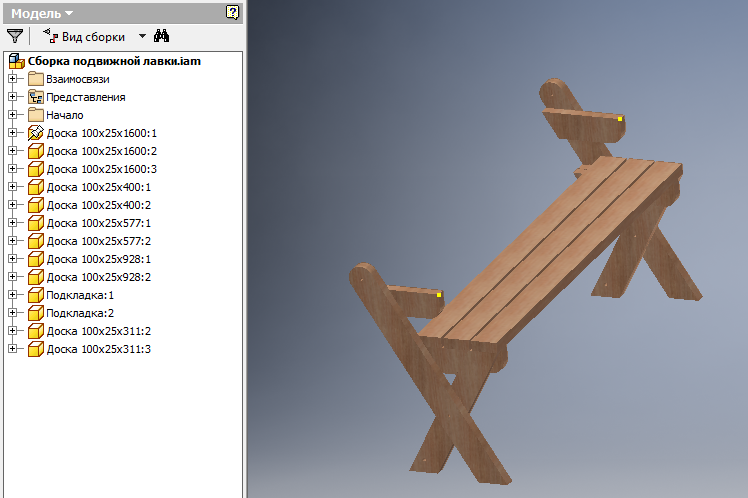 Модель
?
Вид сборки
Сборка подвижной лавки.iam
Взаимосвязи
Представления
Начало
Доска 100x25x1600:1
Доска 100x25x1600:2
Доска 100x25x1600:3
Доска 100x25x400:1
Доска 100x25x400:2
Доска 100x25x577:1
Доска 100x25x577:2
Доска 100x25x928:1
Доска 100x25x928:2
Подкладка:1
Подкладка:2
Доска 100x25x311:2
Доска 100x25x311:3